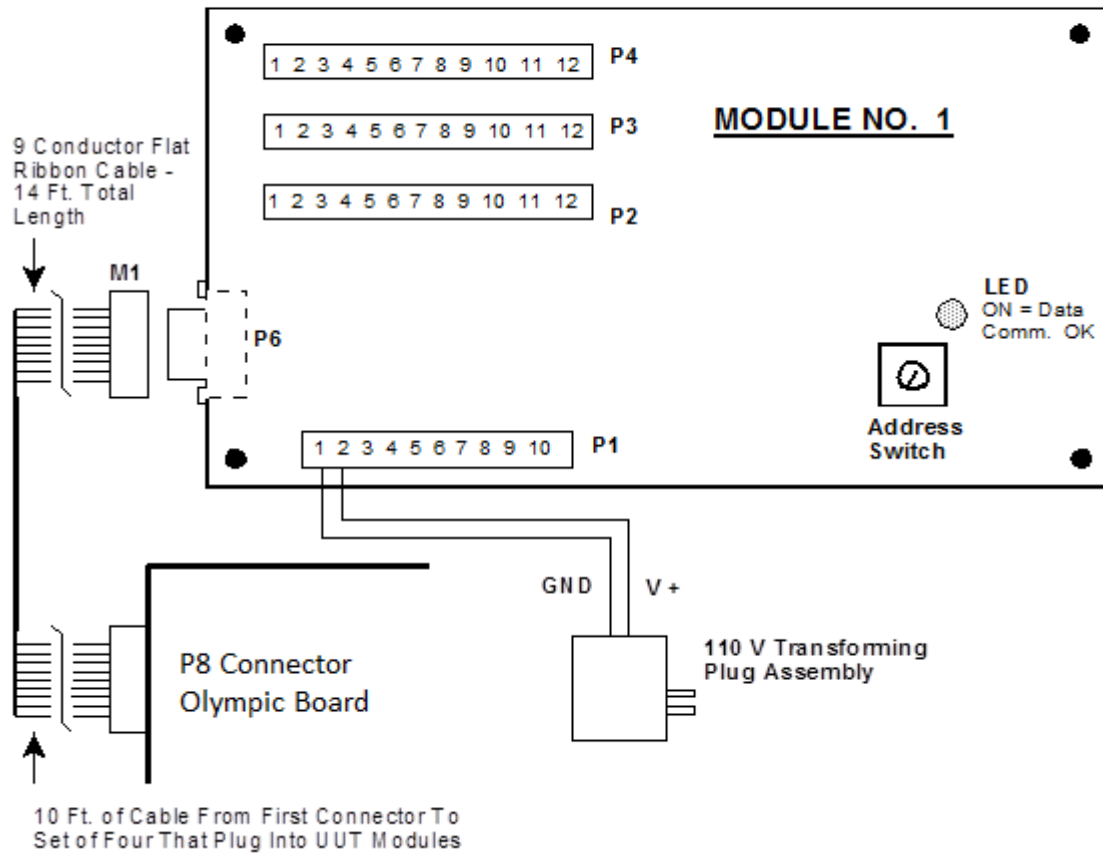 1 2 3 4 5 6 7 8 9 10 11 12 P4
MODULE NO. 1
1 2 3 4 5 6 7 8 9 10 11 12 P3
1 2 3 4 5 6 7 8 9 10 11 12 P2
9 Conductor Flat
Ribbon Cable -
14 Ft. Total
Length
M1
P6
LED
ON = Data
Comm. OK
Address
Switch
1 2 3 4 5 6 7 8 9 10 P1
GND V +
110 V Transforming
Plug Assembly
P8 Connector
Olympic Board
10 Ft. of Cable From First Connector To
Set of Four That Plug Into UUT Modules